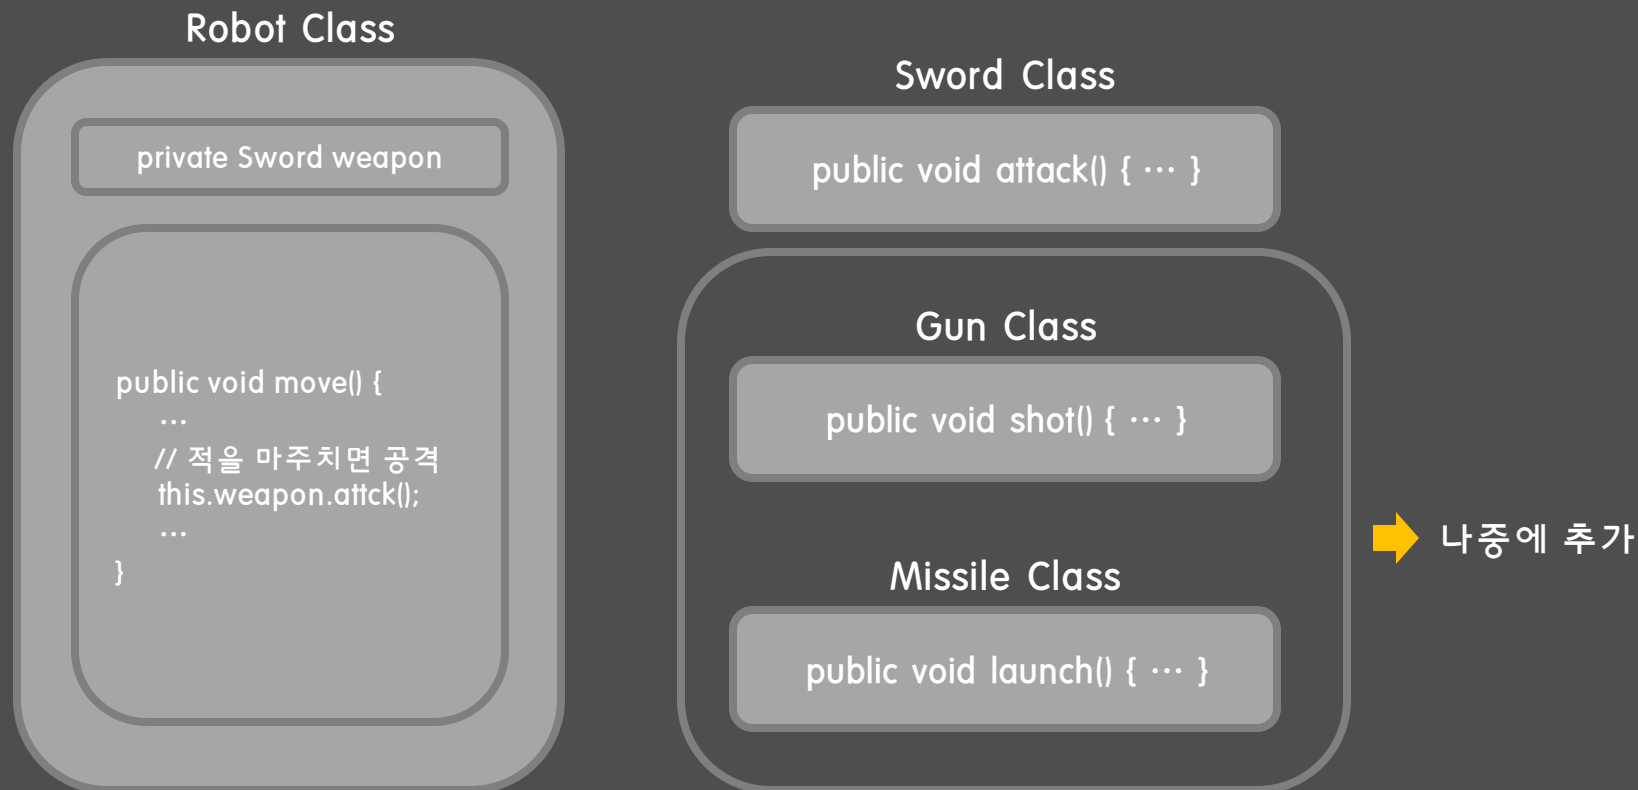 Robot Class
private Sword weapon
public void move() {
…
// 적을 마주치면 공격
this.weapon.attck();
…
}
Sword Class
public void attack() { … }
Gun Class
public void shot() { … }
Missile Class
public void launch() { … }
나중에 추가